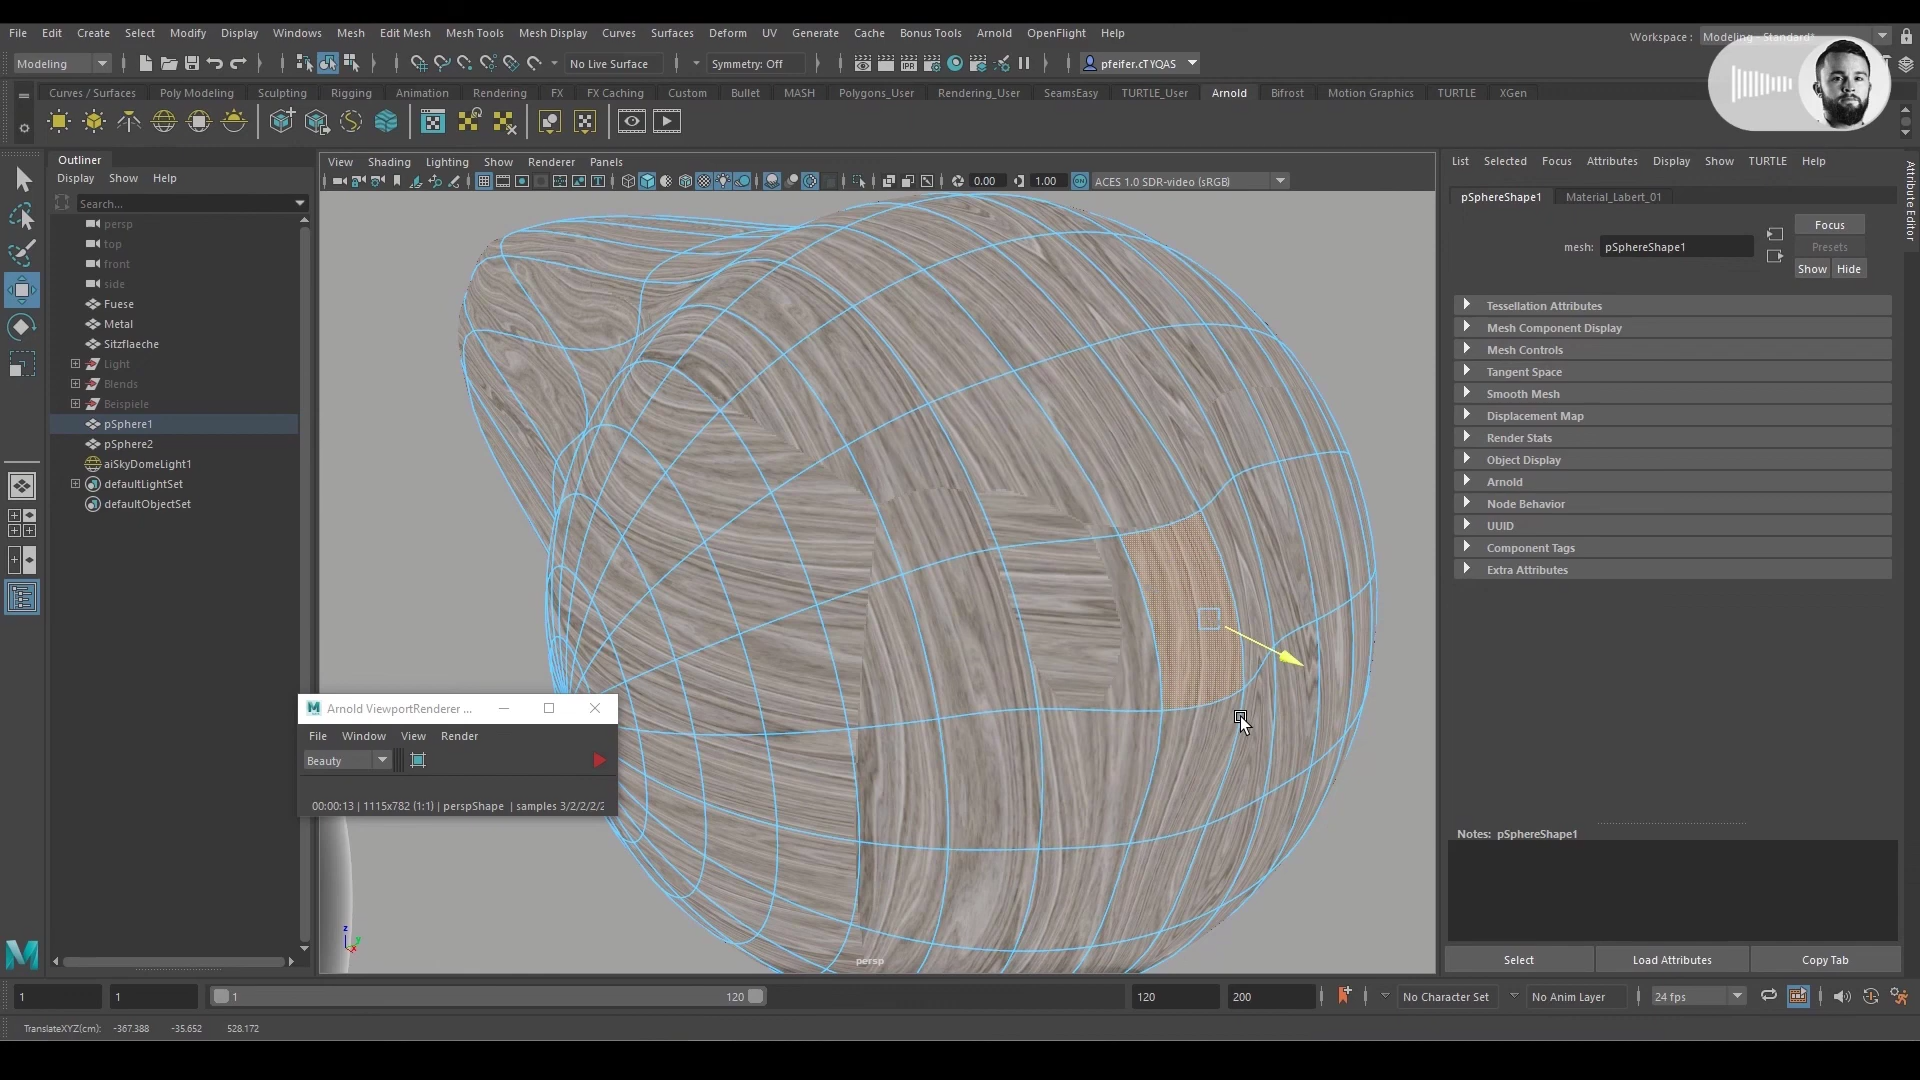 File Edit Create Select Modify Display Windows Mesh Edit Mesh Mesh Tools Mesh Display Curves Surfaces Deform UV Generate Cache Bonus Tools Arnold OpenFlight Help
Workspace : Modeling - Standard*
Modeling No Live Surface Symmetry: Off pfeifer.cTYQAS
Curves / Surfaces Poly Modeling Sculpting Rigging Animation Rendering FX FX Caching Custom Bullet MASH Polygons_User Rendering_User SeamsEasy TURTLE_User Arnold Bifrost Motion Graphics TURTLE XGen
IPR
Outliner
Display Show Help
Search...
persp
top
front
side
Fuese
Metal
Sitzflaeche
Light
Blends
Beispiele
pSphere1
pSphere2
aiSkyDomeLight1
defaultLightSet
defaultObjectSet
View Shading Lighting Show Renderer Panels
0.00 1.00 ON ACES 1.0 SDR-video (sRGB)
Arnold ViewportRenderer ...
File Window View Render
Beauty
00:00:13 | 1115x782 (1:1) | perspShape | samples 3/2/2/2/2
z
y
x
persp
List Selected Focus Attributes Display Show TURTLE Help
Attribute Editor
pSphereShape1 Material_Labert_01
mesh: pSphereShape1
Focus
Presets
Show Hide
Tessellation Attributes
Mesh Component Display
Mesh Controls
Tangent Space
Smooth Mesh
Displacement Map
Render Stats
Object Display
Arnold
Node Behavior
UUID
Component Tags
Extra Attributes
Notes: pSphereShape1
Select Load Attributes Copy Tab
1 1 1 120 120 200 No Character Set No Anim Layer 24 fps
TranslateXYZ(cm): -367.388 -35.652 528.172